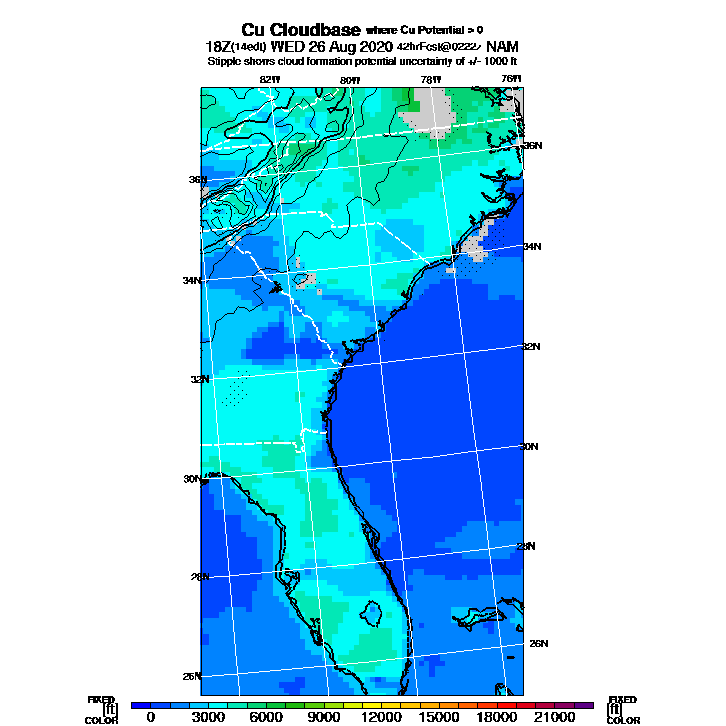 Cu Cloudbase where Cu Potential > 0
18Z(14edt) WED 26 Aug 2020 42hrFcst@0222z NAM
Stipple shows cloud formation potential uncertainty of +/- 1000 ft
82W 80W 78W 76W
36N 36N
34N 34N
32N 32N
30N 30N
28N 28N
26N 26N
FIXED FIXED
[ft] [ft]
COLOR COLOR
0 3000 6000 9000 12000 15000 18000 21000